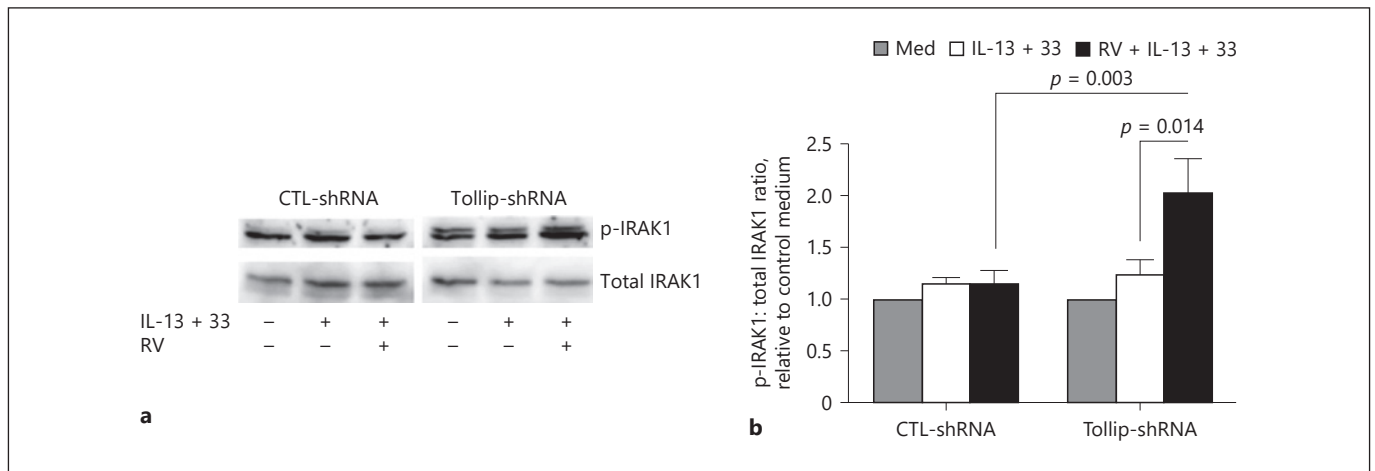 CTL-shRNA Tollip-shRNA
p-IRAK1
Total IRAK1
IL-13 + 33 – + + – + +
RV – – + – – +
a
Med IL-13 + 33 RV + IL-13 + 33
p = 0.003
p = 0.014
p-IRAK1: total IRAK1 ratio,
relative to control medium
2.5
2.0
1.5
1.0
0.5
0
CTL-shRNA Tollip-shRNA
b